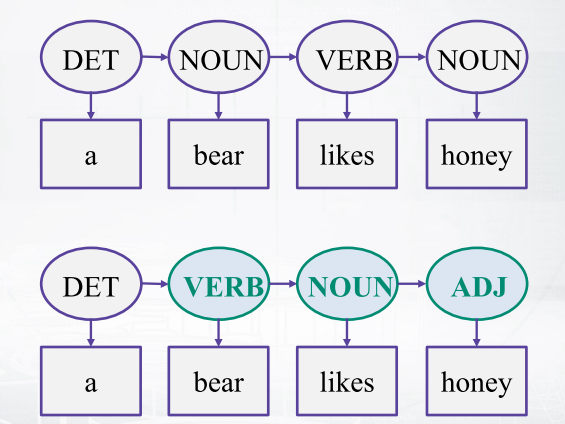 DET NOUN VERB NOUN
a bear likes honey
DET VERB NOUN ADJ
a bear likes honey